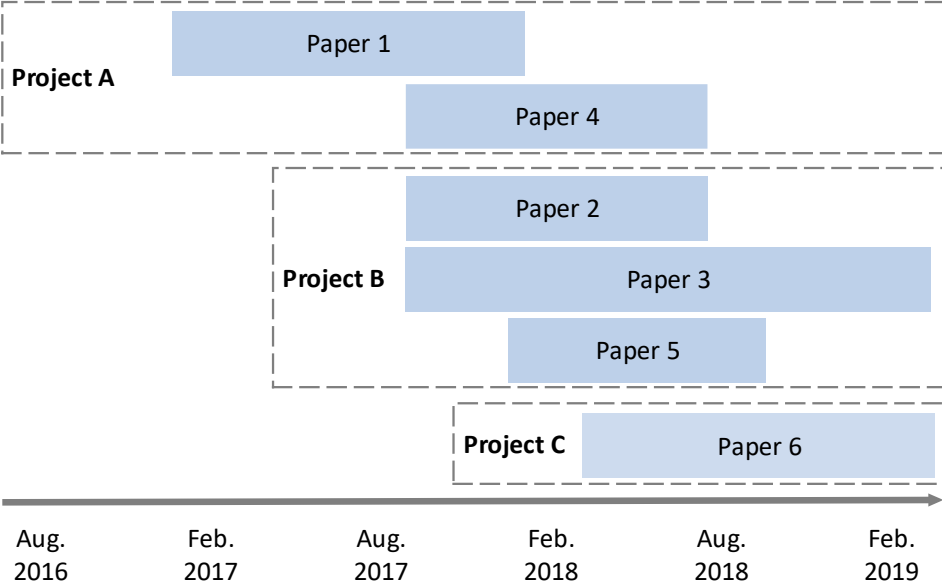 Paper 1
Project A
Paper 4
Paper 2
Project B
Paper 3
Paper 5
Project C
Paper 6
Aug.
2016
Feb.
2017
Aug.
2017
Feb.
2018
Aug.
2018
Feb.
2019